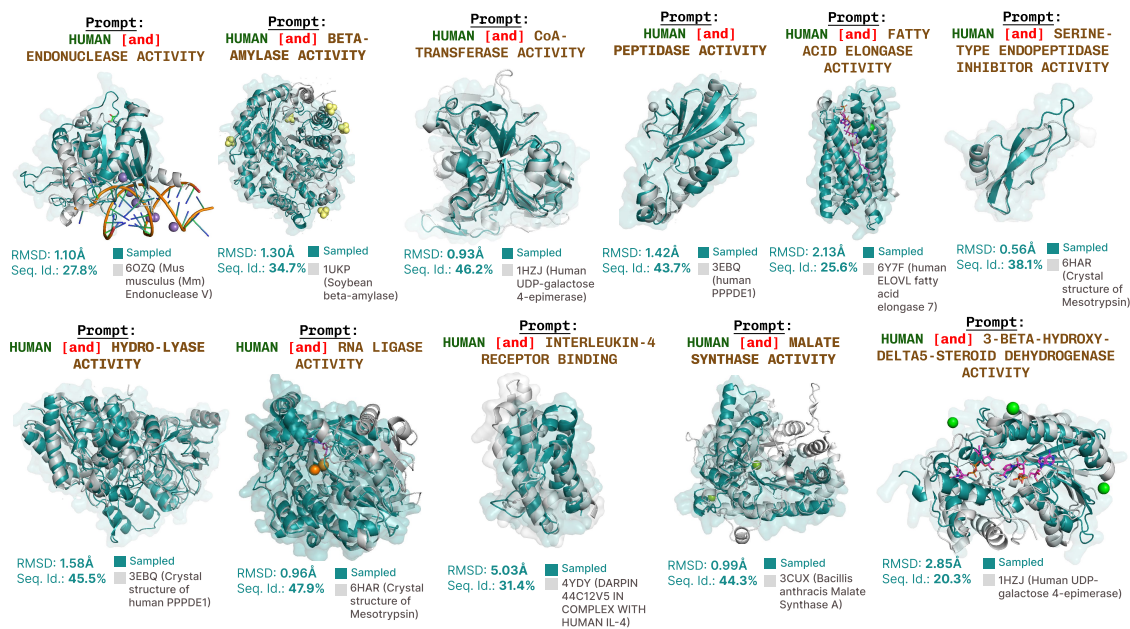 Prompt:
HUMAN [and]
ENDONUCLEASE ACTIVITY
RMSD: 1.10Å
Seq. Id.: 27.8%
Sampled
6OZQ (Mus
musculus (Mm)
Endonuclease V)
Prompt:
HUMAN [and] BETA-
AMYLASE ACTIVITY
RMSD: 1.30Å
Seq. Id.: 34.7%
Sampled
1UKP
(Soybean
beta-amylase)
Prompt:
HUMAN [and] CoA-
TRANSFERASE ACTIVITY
RMSD: 0.93Å
Seq. Id.: 46.2%
Sampled
1HZJ (Human
UDP-galactose
4-epimerase)
Prompt:
HUMAN [and]
PEPTIDASE ACTIVITY
RMSD: 1.42Å
Seq. Id.: 43.7%
Sampled
3EBQ
(human
PPPDE1)
Prompt:
HUMAN [and] FATTY
ACID ELONGASE
ACTIVITY
RMSD: 2.13Å
Seq. Id.: 25.6%
Sampled
6Y7F (human
ELOVL fatty
acid
elongase 7)
Prompt:
HUMAN [and] SERINE-
TYPE ENDOPEPTIDASE
INHIBITOR ACTIVITY
RMSD: 0.56Å
Seq. Id.: 38.1%
Sampled
6HAR (Crystal
structure of
Mesotrypsin)
Prompt:
HUMAN [and] HYDRO-LYASE
ACTIVITY
RMSD: 1.58Å
Seq. Id.: 45.5%
Sampled
3EBQ (Crystal
structure of
human PPPDE1)
Prompt:
HUMAN [and] RNA LIGASE
ACTIVITY
RMSD: 0.96Å
Seq. Id.: 47.9%
Sampled
6HAR (Crystal
structure of
Mesotrypsin)
Prompt:
HUMAN [and] INTERLEUKIN-4
RECEPTOR BINDING
RMSD: 5.03Å
Seq. Id.: 31.4%
Sampled
4YDY (DARPIN
44C12V5 IN
COMPLEX WITH
HUMAN IL-4)
Prompt:
HUMAN [and] MALATE
SYNTHASE ACTIVITY
RMSD: 0.99Å
Seq. Id.: 44.3%
Sampled
3CUX (Bacillis
anthracis Malate
Synthase A)
Prompt:
HUMAN [and] 3-BETA-HYDROXY-
DELTA5-STEROID DEHYDROGENASE
ACTIVITY
RMSD: 2.85Å
Seq. Id.: 20.3%
Sampled
1HZJ (Human UDP-
galactose 4-epimerase)